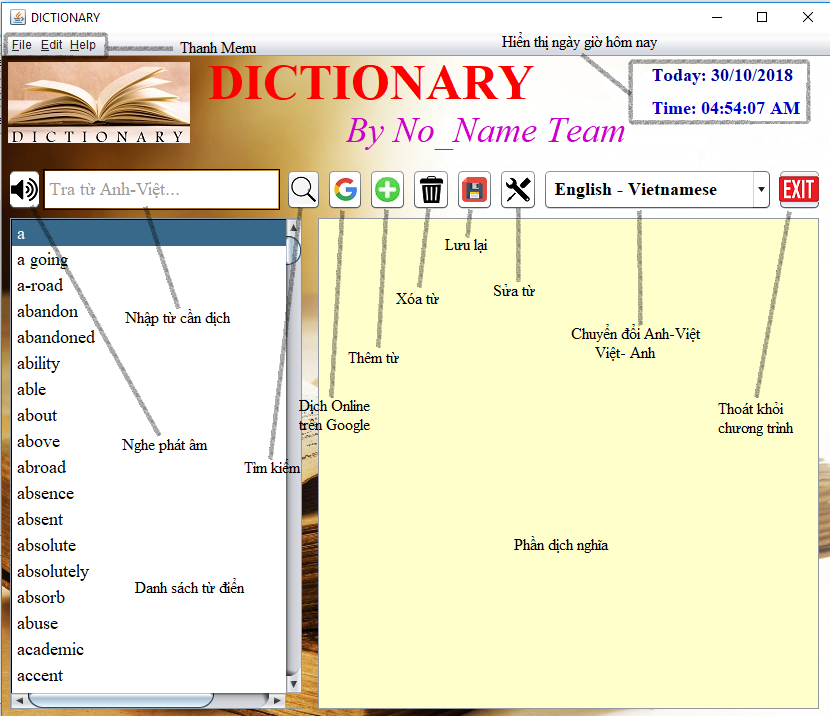 DICTIONARY
File Edit Help
Thanh Menu
Hiển thị ngày giờ hôm nay
DICTIONARY
DICTIONARY
By No_Name Team
Today: 30/10/2018
Time: 04:54:07 AM
Tra từ Anh-Việt...
G
English - Vietnamese
EXIT
a
a going
a-road
abandon
abandoned
ability
able
about
above
abroad
absence
absent
absolute
absolutely
absorb
abuse
academic
accent
Nhập từ cần dịch
Nghe phát âm
Tìm kiếm
Danh sách từ điển
Lưu lại
Xóa từ
Sửa từ
Thêm từ
Chuyển đổi Anh-Việt
Việt- Anh
Dịch Online
trên Google
Thoát khỏi
chương trình
Phần dịch nghĩa